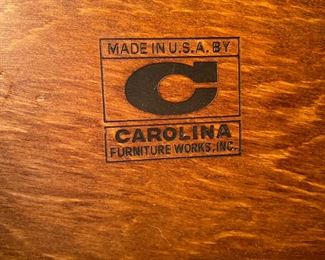 MADE IN U.S.A. BY
C
CAROLINA
FURNITURE WORKS, INC.